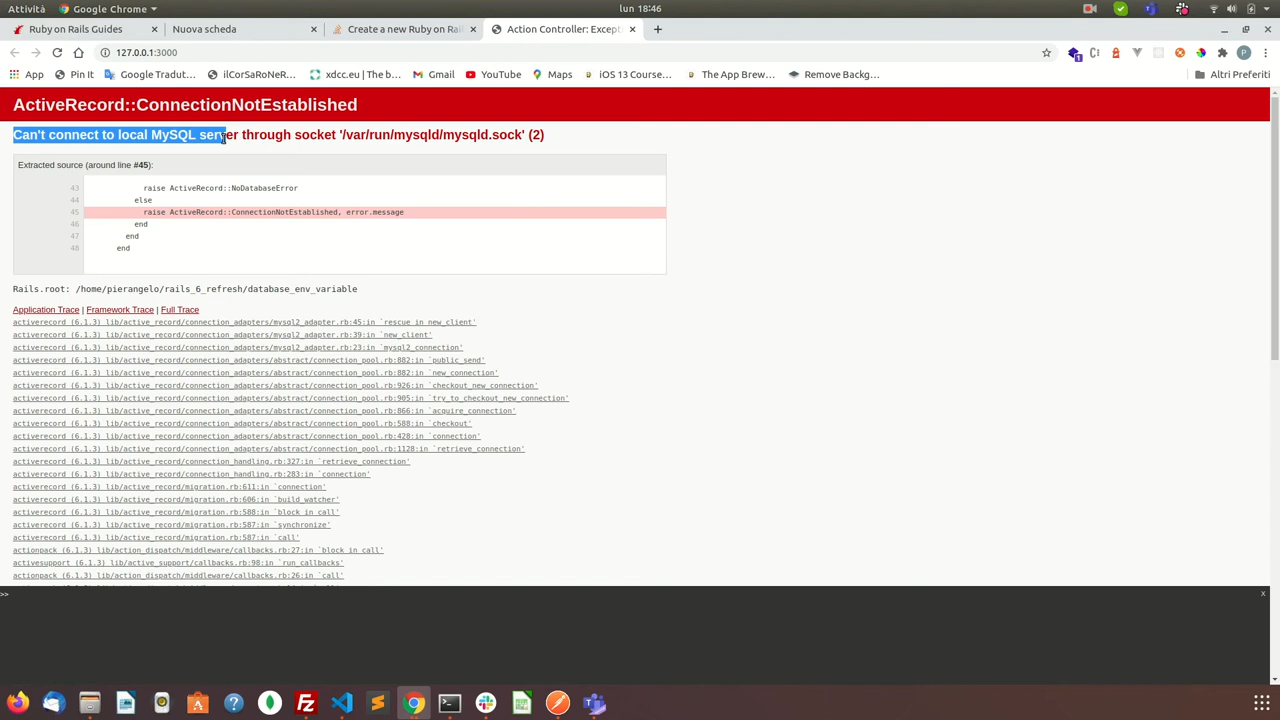 Attività
Google Chrome
lun 18:46
Ruby on Rails Guides
Nuova scheda
Create a new Ruby on Rai
Action Controller: Except
127.0.0.1:3000
P
App
Pin It
Google Tradut...
ilCorSaRoNeR...
xdcc.eu | The b...
Gmail
YouTube
Maps
iOS 13 Course...
The App Brew...
Remove Backg...
Altri Preferiti
ActiveRecord::ConnectionNotEstablished
Can't connect to local MySQL server through socket '/var/run/mysqld/mysqld.sock' (2)
Extracted source (around line #45):
43 raise ActiveRecord::NoDatabaseError
44 else
45 raise ActiveRecord::ConnectionNotEstablished, error.message
46 end
47 end
48 end
Rails.root: /home/pierangelo/rails_6_refresh/database_env_variable
Application Trace | Framework Trace | Full Trace
activerecord (6.1.3) lib/active_record/connection_adapters/mysql2_adapter.rb:45:in `rescue in new_client'
activerecord (6.1.3) lib/active_record/connection_adapters/mysql2_adapter.rb:39:in `new_client'
activerecord (6.1.3) lib/active_record/connection_adapters/mysql2_adapter.rb:23:in `mysql2_connection'
activerecord (6.1.3) lib/active_record/connection_adapters/abstract/connection_pool.rb:882:in `public_send'
activerecord (6.1.3) lib/active_record/connection_adapters/abstract/connection_pool.rb:882:in `new_connection'
activerecord (6.1.3) lib/active_record/connection_adapters/abstract/connection_pool.rb:926:in `checkout_new_connection'
activerecord (6.1.3) lib/active_record/connection_adapters/abstract/connection_pool.rb:905:in `try_to_checkout_new_connection'
activerecord (6.1.3) lib/active_record/connection_adapters/abstract/connection_pool.rb:866:in `acquire_connection'
activerecord (6.1.3) lib/active_record/connection_adapters/abstract/connection_pool.rb:588:in `checkout'
activerecord (6.1.3) lib/active_record/connection_adapters/abstract/connection_pool.rb:428:in `connection'
activerecord (6.1.3) lib/active_record/connection_adapters/abstract/connection_pool.rb:1128:in `retrieve_connection'
activerecord (6.1.3) lib/active_record/connection_handling.rb:327:in `retrieve_connection'
activerecord (6.1.3) lib/active_record/connection_handling.rb:283:in `connection'
activerecord (6.1.3) lib/active_record/migration.rb:611:in `connection'
activerecord (6.1.3) lib/active_record/migration.rb:606:in `build_watcher'
activerecord (6.1.3) lib/active_record/migration.rb:588:in `block in call'
activerecord (6.1.3) lib/active_record/migration.rb:587:in `synchronize'
activerecord (6.1.3) lib/active_record/migration.rb:587:in `call'
actionpack (6.1.3) lib/action_dispatch/middleware/callbacks.rb:27:in `block in call'
activesupport (6.1.3) lib/active_support/callbacks.rb:98:in `run_callbacks'
actionpack (6.1.3) lib/action_dispatch/middleware/callbacks.rb:26:in `call'
>>
x